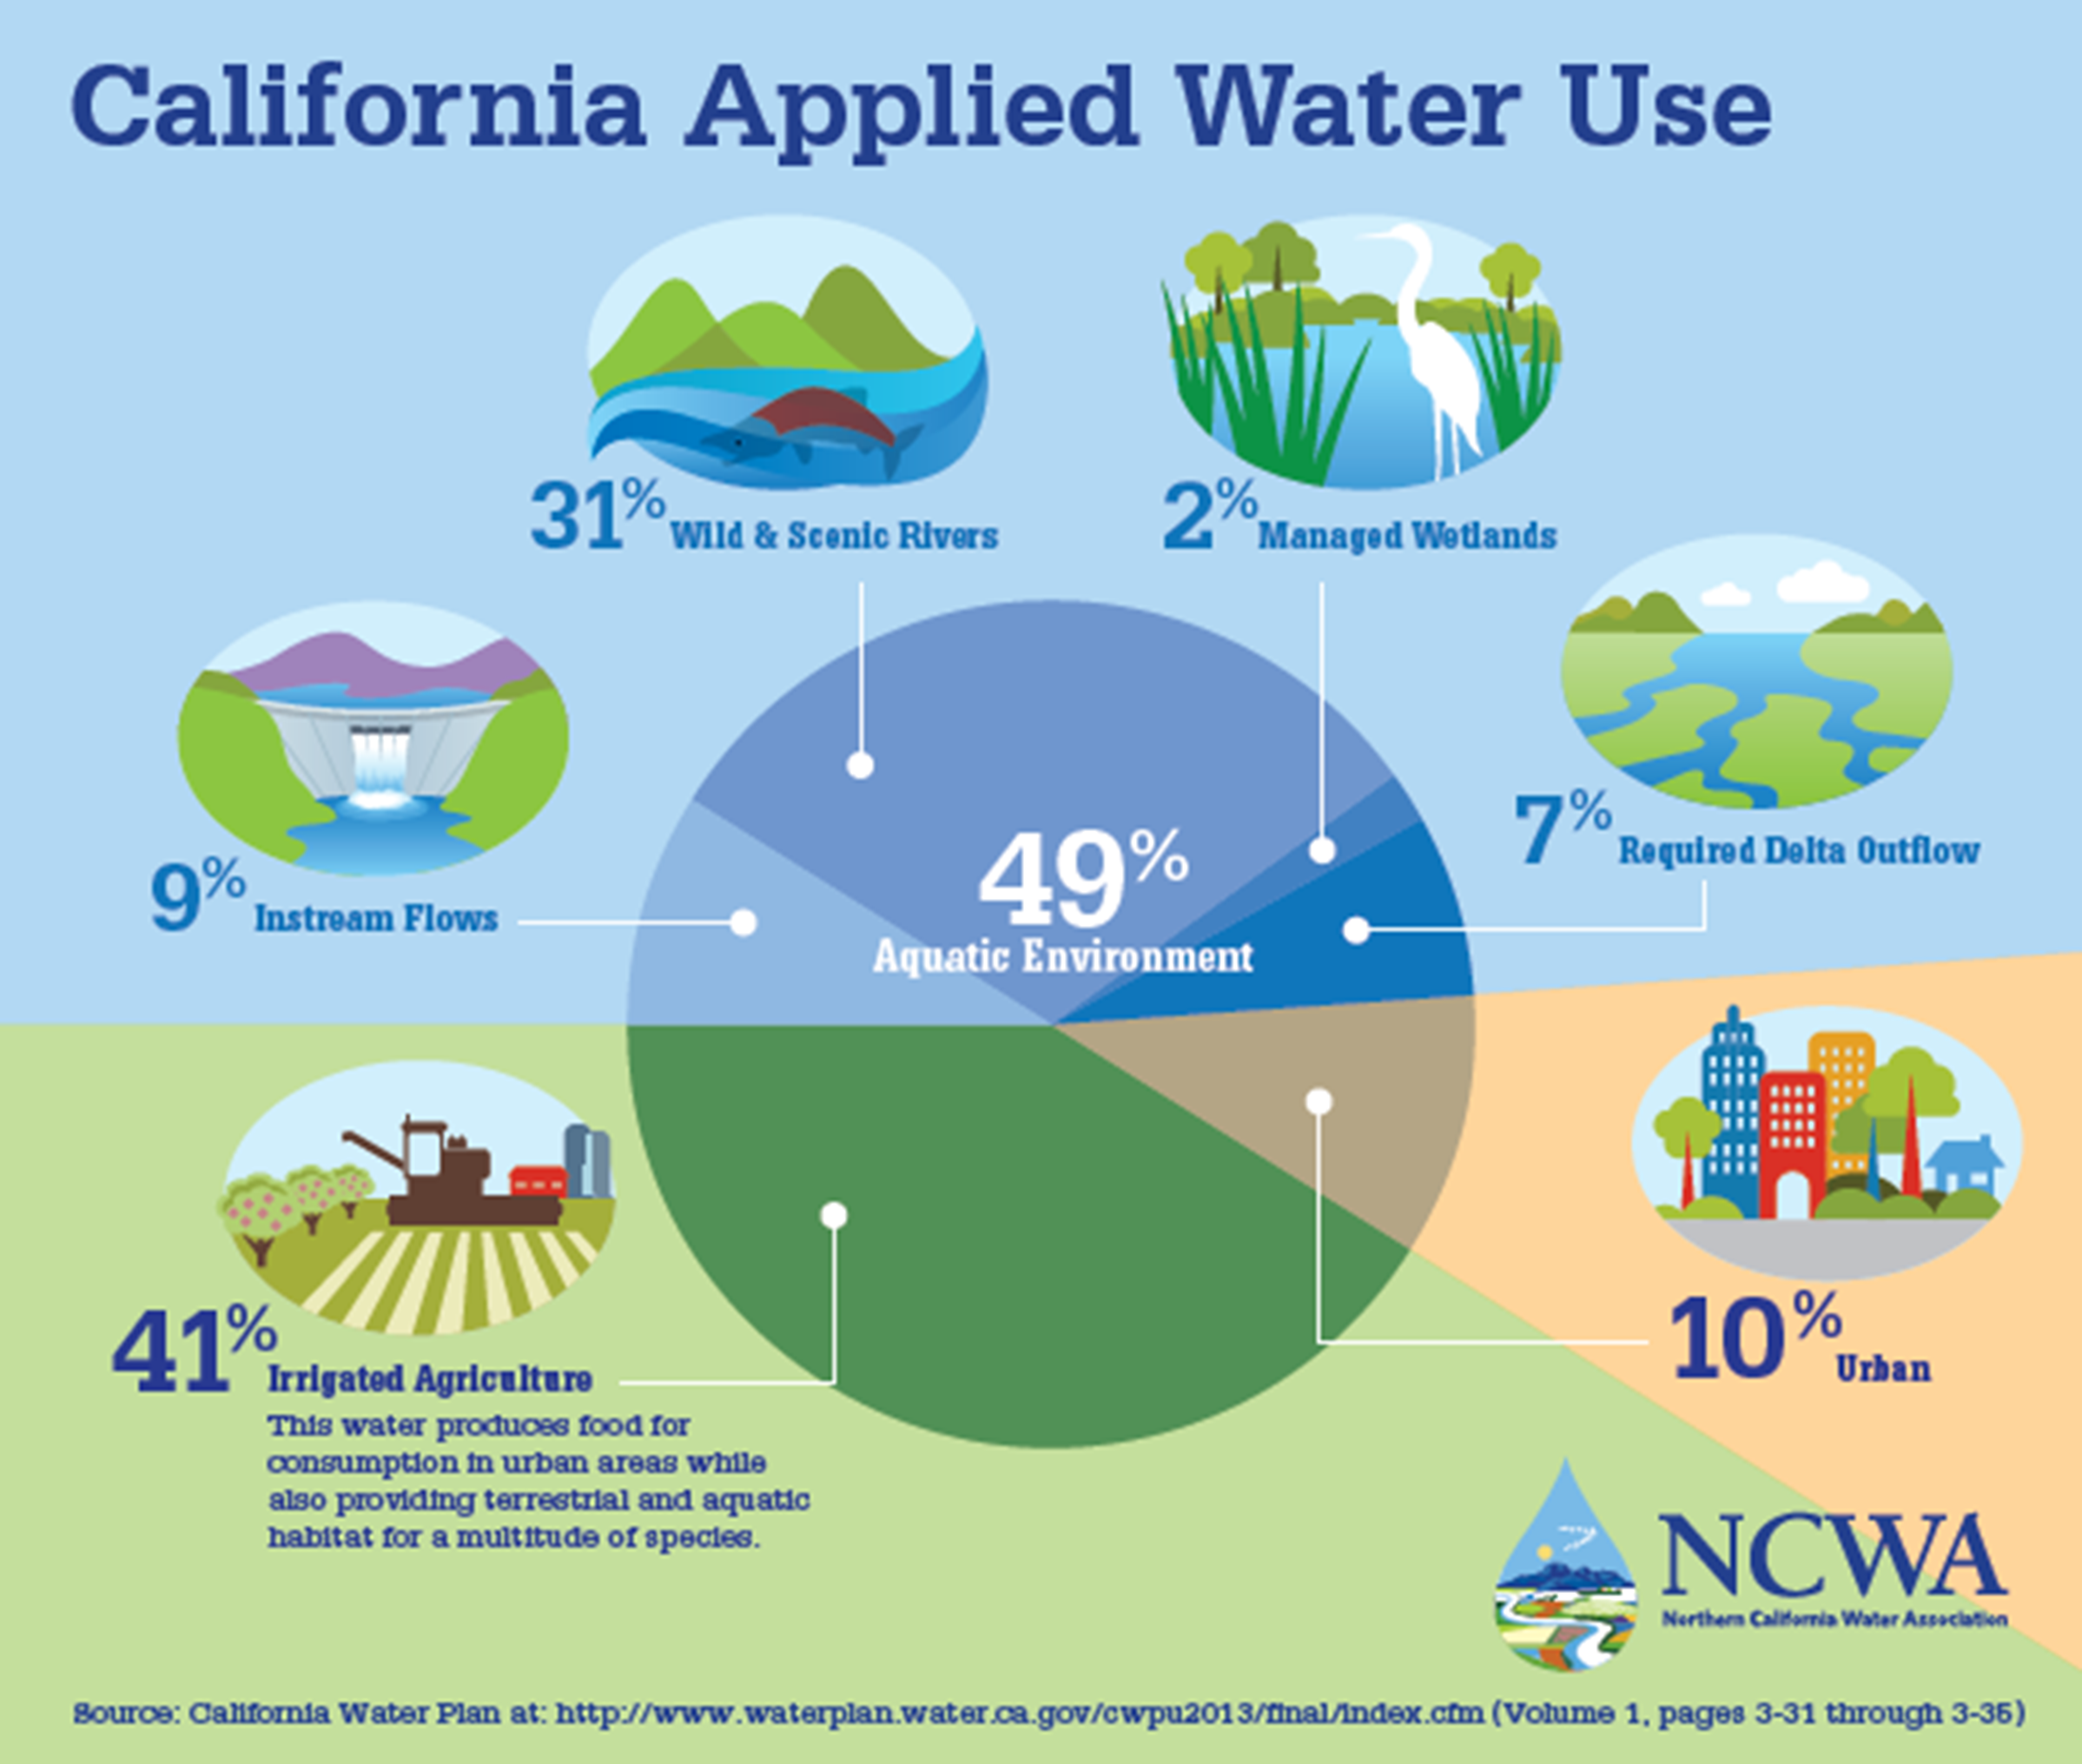 California Applied Water Use
31% Wild & Scenic Rivers
2% Managed Wetlands
7% Required Delta Outflow
9% Instream Flows
49%
Aquatic Environment
41% Irrigated Agriculture
This water produces food for
consumption in urban areas while
also providing terrestrial and aquatic
habitat for a multitude of species.
10% Urban
NCWA
Northern California Water Association
Source: California Water Plan at: http://www.waterplan.water.ca.gov/cwpu2013/final/index.cfm (Volume 1, pages 3-31 through 3-35)